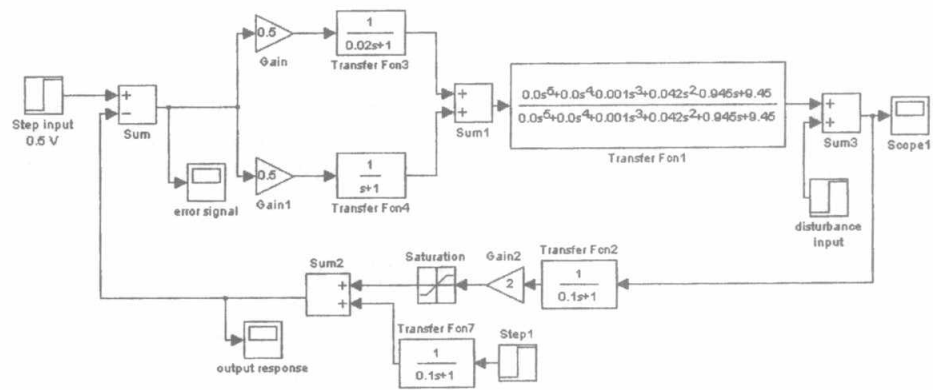 0.5
1
0.02s+1
Gain
Transfer Fcn3
+
−
Sum
Step input
0.5 V
+
+
Sum1
0.0s⁵+0.0s⁴-0.001s³+0.042s²-0.945s+9.45
0.0s⁵+0.0s⁴+0.001s³+0.042s²+0.945s+9.45
Transfer Fcn1
+
+
Sum3
Scope1
error signal
0.5
Gain1
1
s+1
Transfer Fcn4
disturbance
input
Sum2
+
+
Saturation
Gain2
2
Transfer Fcn2
1
0.1s+1
output response
Transfer Fcn7
1
0.1s+1
Step1